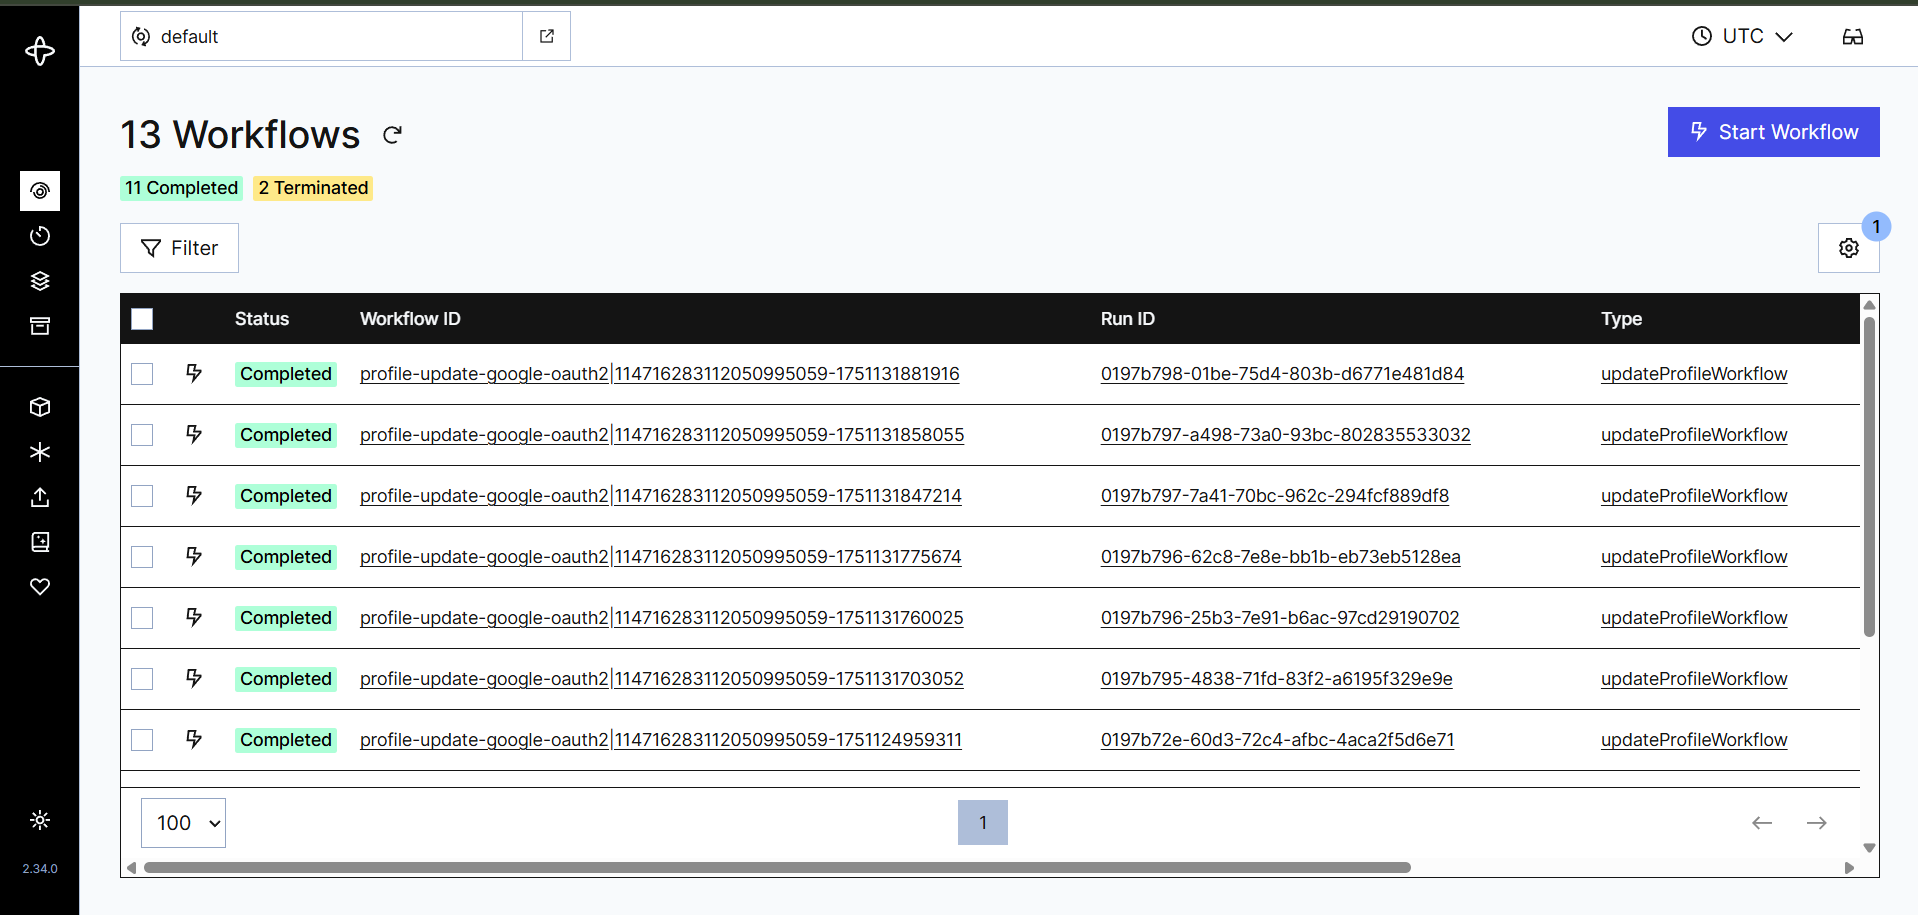 default
UTC
13 Workflows
Start Workflow
11 Completed 2 Terminated
Filter
1
Status Workflow ID Run ID Type
Completed profile-update-google-oauth2|114716283112050995059-1751131881916 0197b798-01be-75d4-803b-d6771e481d84 updateProfileWorkflow
Completed profile-update-google-oauth2|114716283112050995059-1751131858055 0197b797-a498-73a0-93bc-802835533032 updateProfileWorkflow
Completed profile-update-google-oauth2|114716283112050995059-1751131847214 0197b797-7a41-70bc-962c-294fcf889df8 updateProfileWorkflow
Completed profile-update-google-oauth2|114716283112050995059-1751131775674 0197b796-62c8-7e8e-bb1b-eb73eb5128ea updateProfileWorkflow
Completed profile-update-google-oauth2|114716283112050995059-1751131760025 0197b796-25b3-7e91-b6ac-97cd29190702 updateProfileWorkflow
Completed profile-update-google-oauth2|114716283112050995059-1751131703052 0197b795-4838-71fd-83f2-a6195f329e9e updateProfileWorkflow
Completed profile-update-google-oauth2|114716283112050995059-1751124959311 0197b72e-60d3-72c4-afbc-4aca2f5d6e71 updateProfileWorkflow
100 1
2.34.0